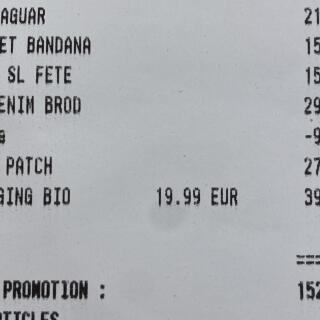 AGUAR 21
ET BANDANA 15
SL FETE 15
ENIM BROD 29
-9
PATCH 27
GING BIO 19.99 EUR 39
===
PROMOTION : 152
TICLES